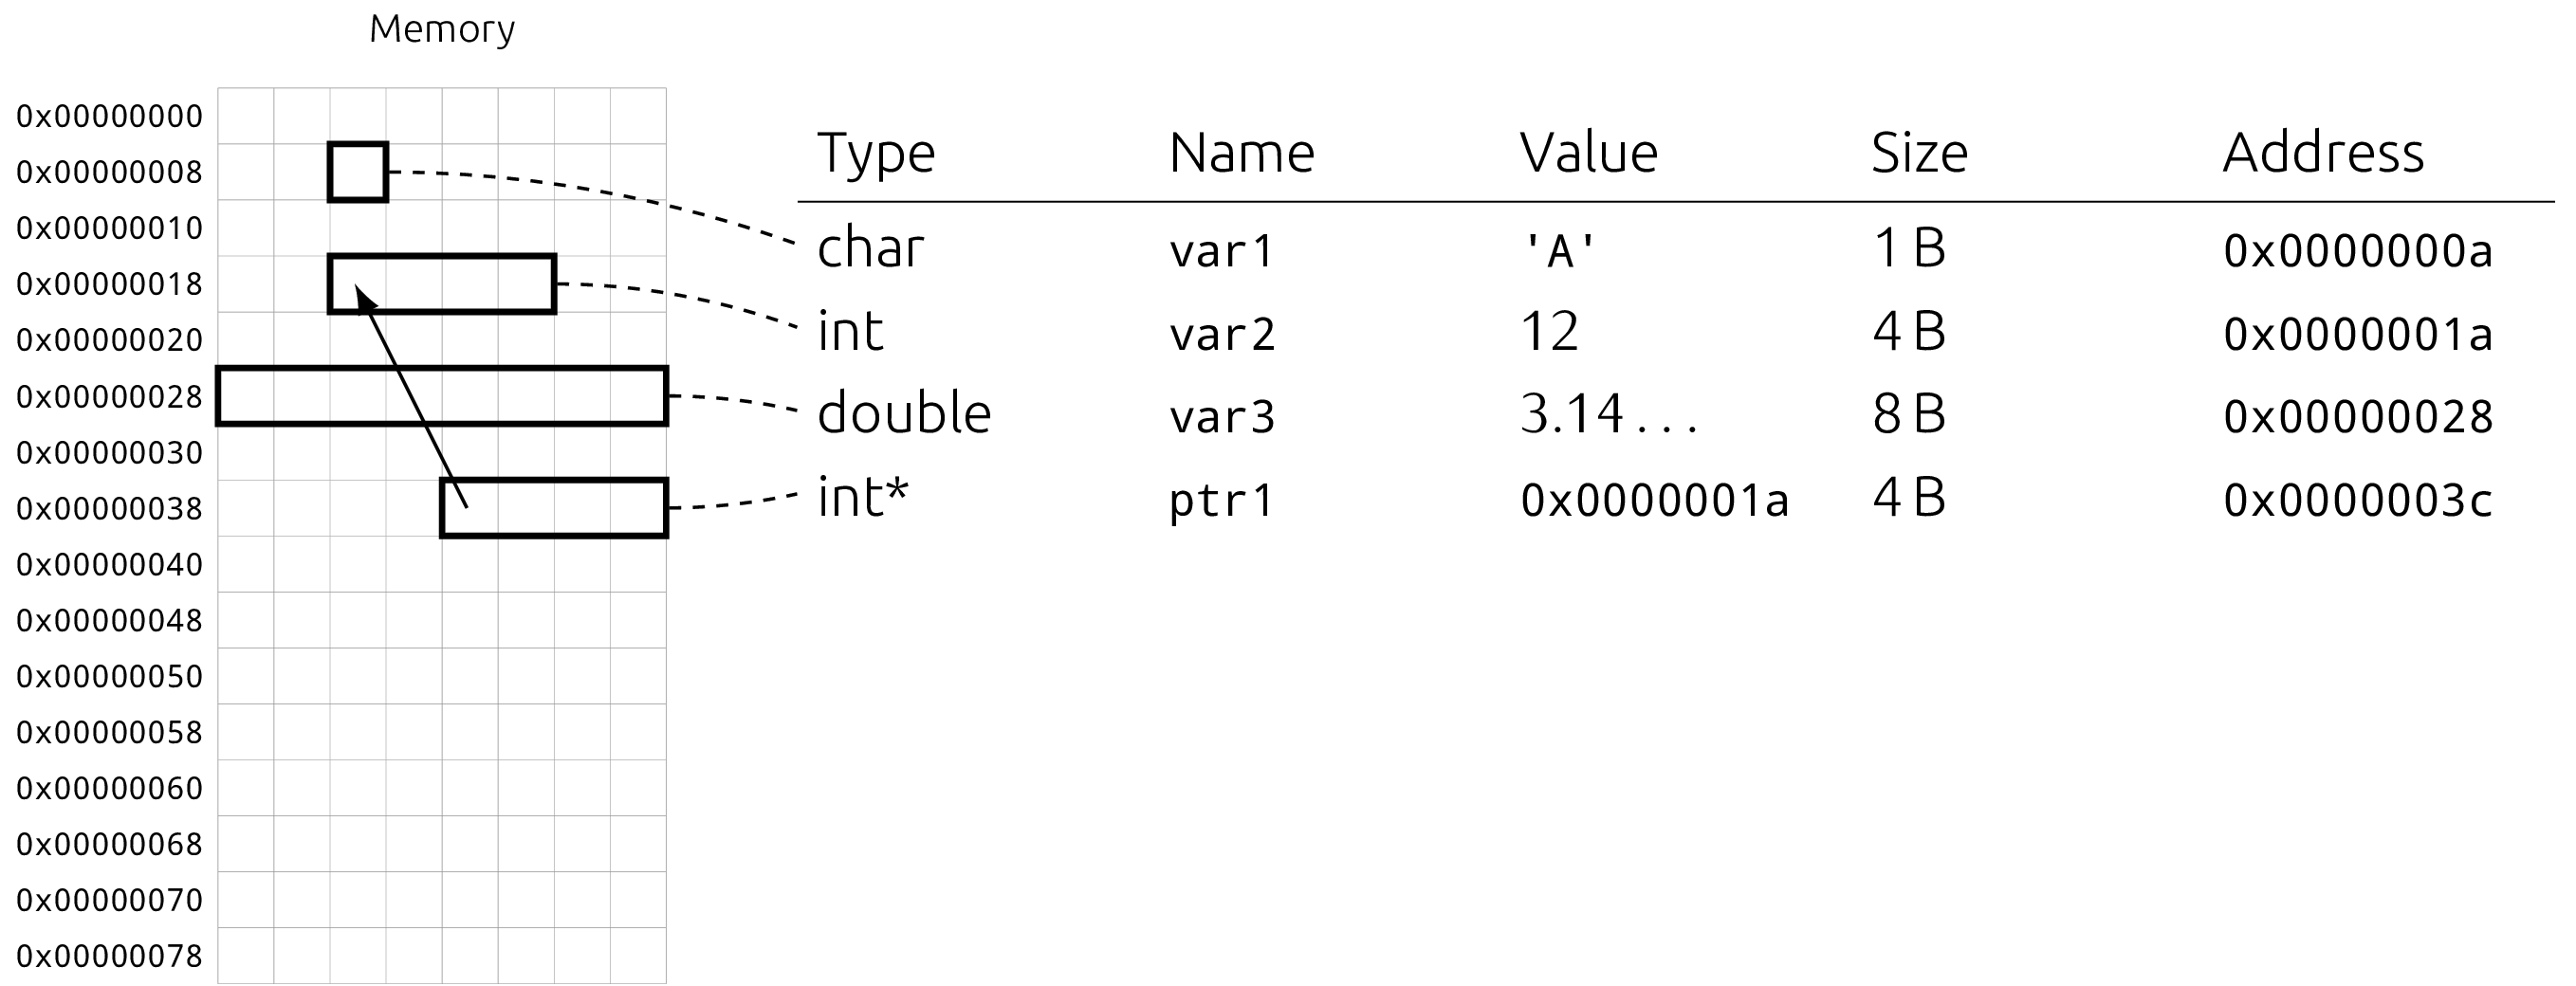 Memory
0x00000000
0x00000008
0x00000010
0x00000018
0x00000020
0x00000028
0x00000030
0x00000038
0x00000040
0x00000048
0x00000050
0x00000058
0x00000060
0x00000068
0x00000070
0x00000078
Type Name Value Size Address
char var1 'A' 1 B 0x0000000a
int var2 12 4 B 0x0000001a
double var3 3.14 . . . 8 B 0x00000028
int* ptr1 0x0000001a 4 B 0x0000003c